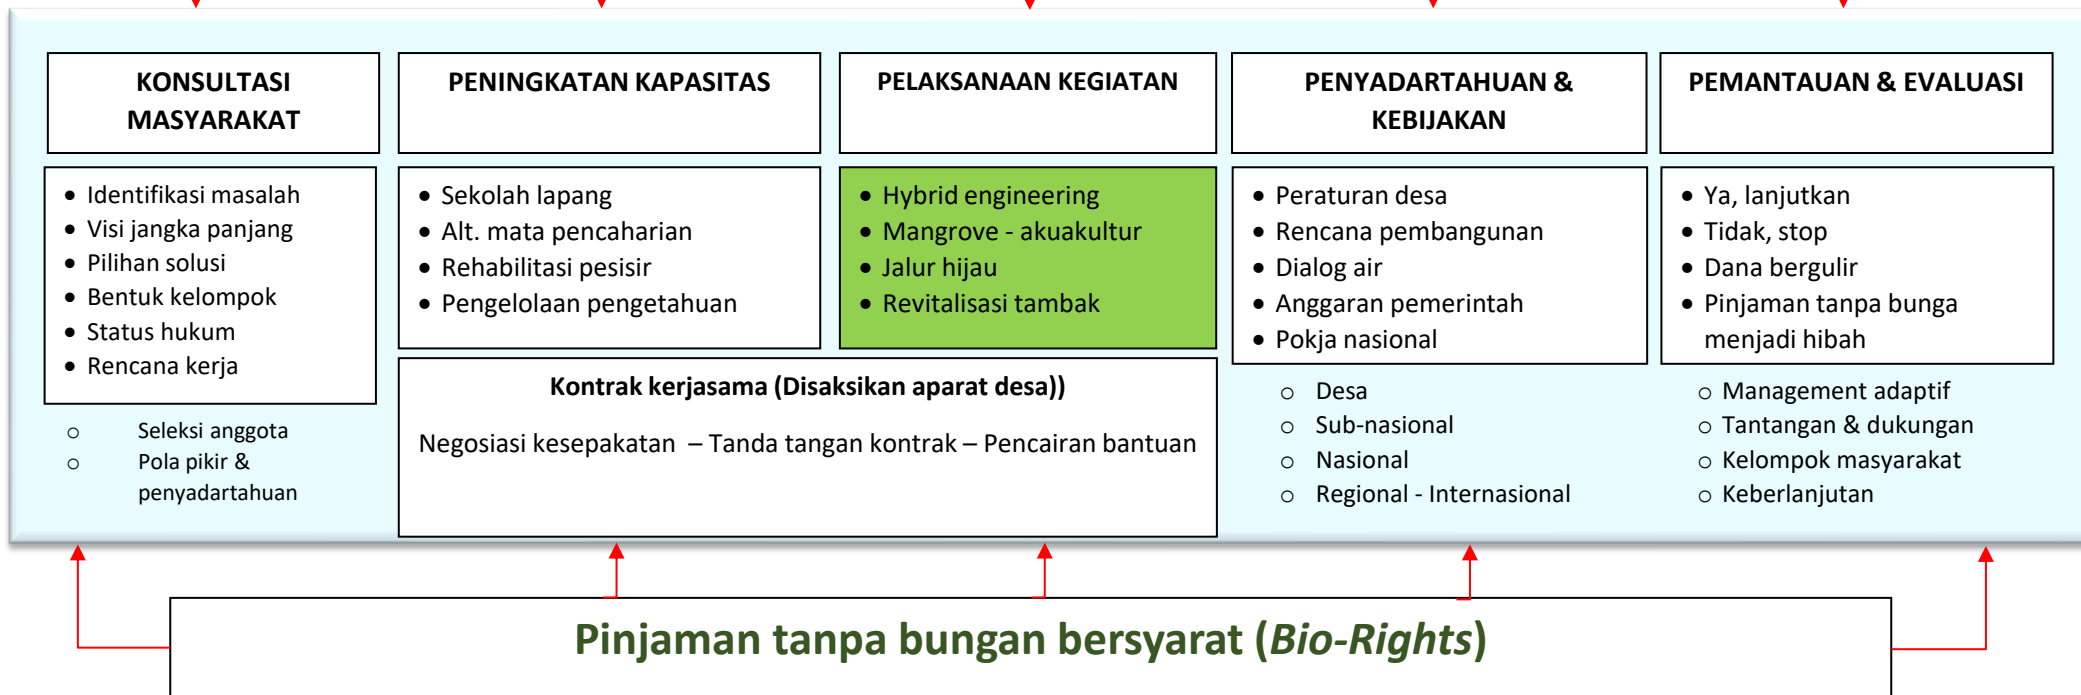 KONSULTASI
MASYARAKAT
• Identifikasi masalah
• Visi jangka panjang
• Pilihan solusi
• Bentuk kelompok
• Status hukum
• Rencana kerja
o Seleksi anggota
o Pola pikir &
penyadartahuan
PENINGKATAN KAPASITAS
• Sekolah lapang
• Alt. mata pencaharian
• Rehabilitasi pesisir
• Pengelolaan pengetahuan
PELAKSANAAN KEGIATAN
• Hybrid engineering
• Mangrove - akuakultur
• Jalur hijau
• Revitalisasi tambak
Kontrak kerjasama (Disaksikan aparat desa))
Negosiasi kesepakatan – Tanda tangan kontrak – Pencairan bantuan
PENYADARTAHUAN &
KEBIJAKAN
• Peraturan desa
• Rencana pembangunan
• Dialog air
• Anggaran pemerintah
• Pokja nasional
o Desa
o Sub-nasional
o Nasional
o Regional - Internasional
PEMANTAUAN & EVALUASI
• Ya, lanjutkan
• Tidak, stop
• Dana bergulir
• Pinjaman tanpa bunga
menjadi hibah
o Management adaptif
o Tantangan & dukungan
o Kelompok masyarakat
o Keberlanjutan
Pinjaman tanpa bungan bersyarat (Bio-Rights)